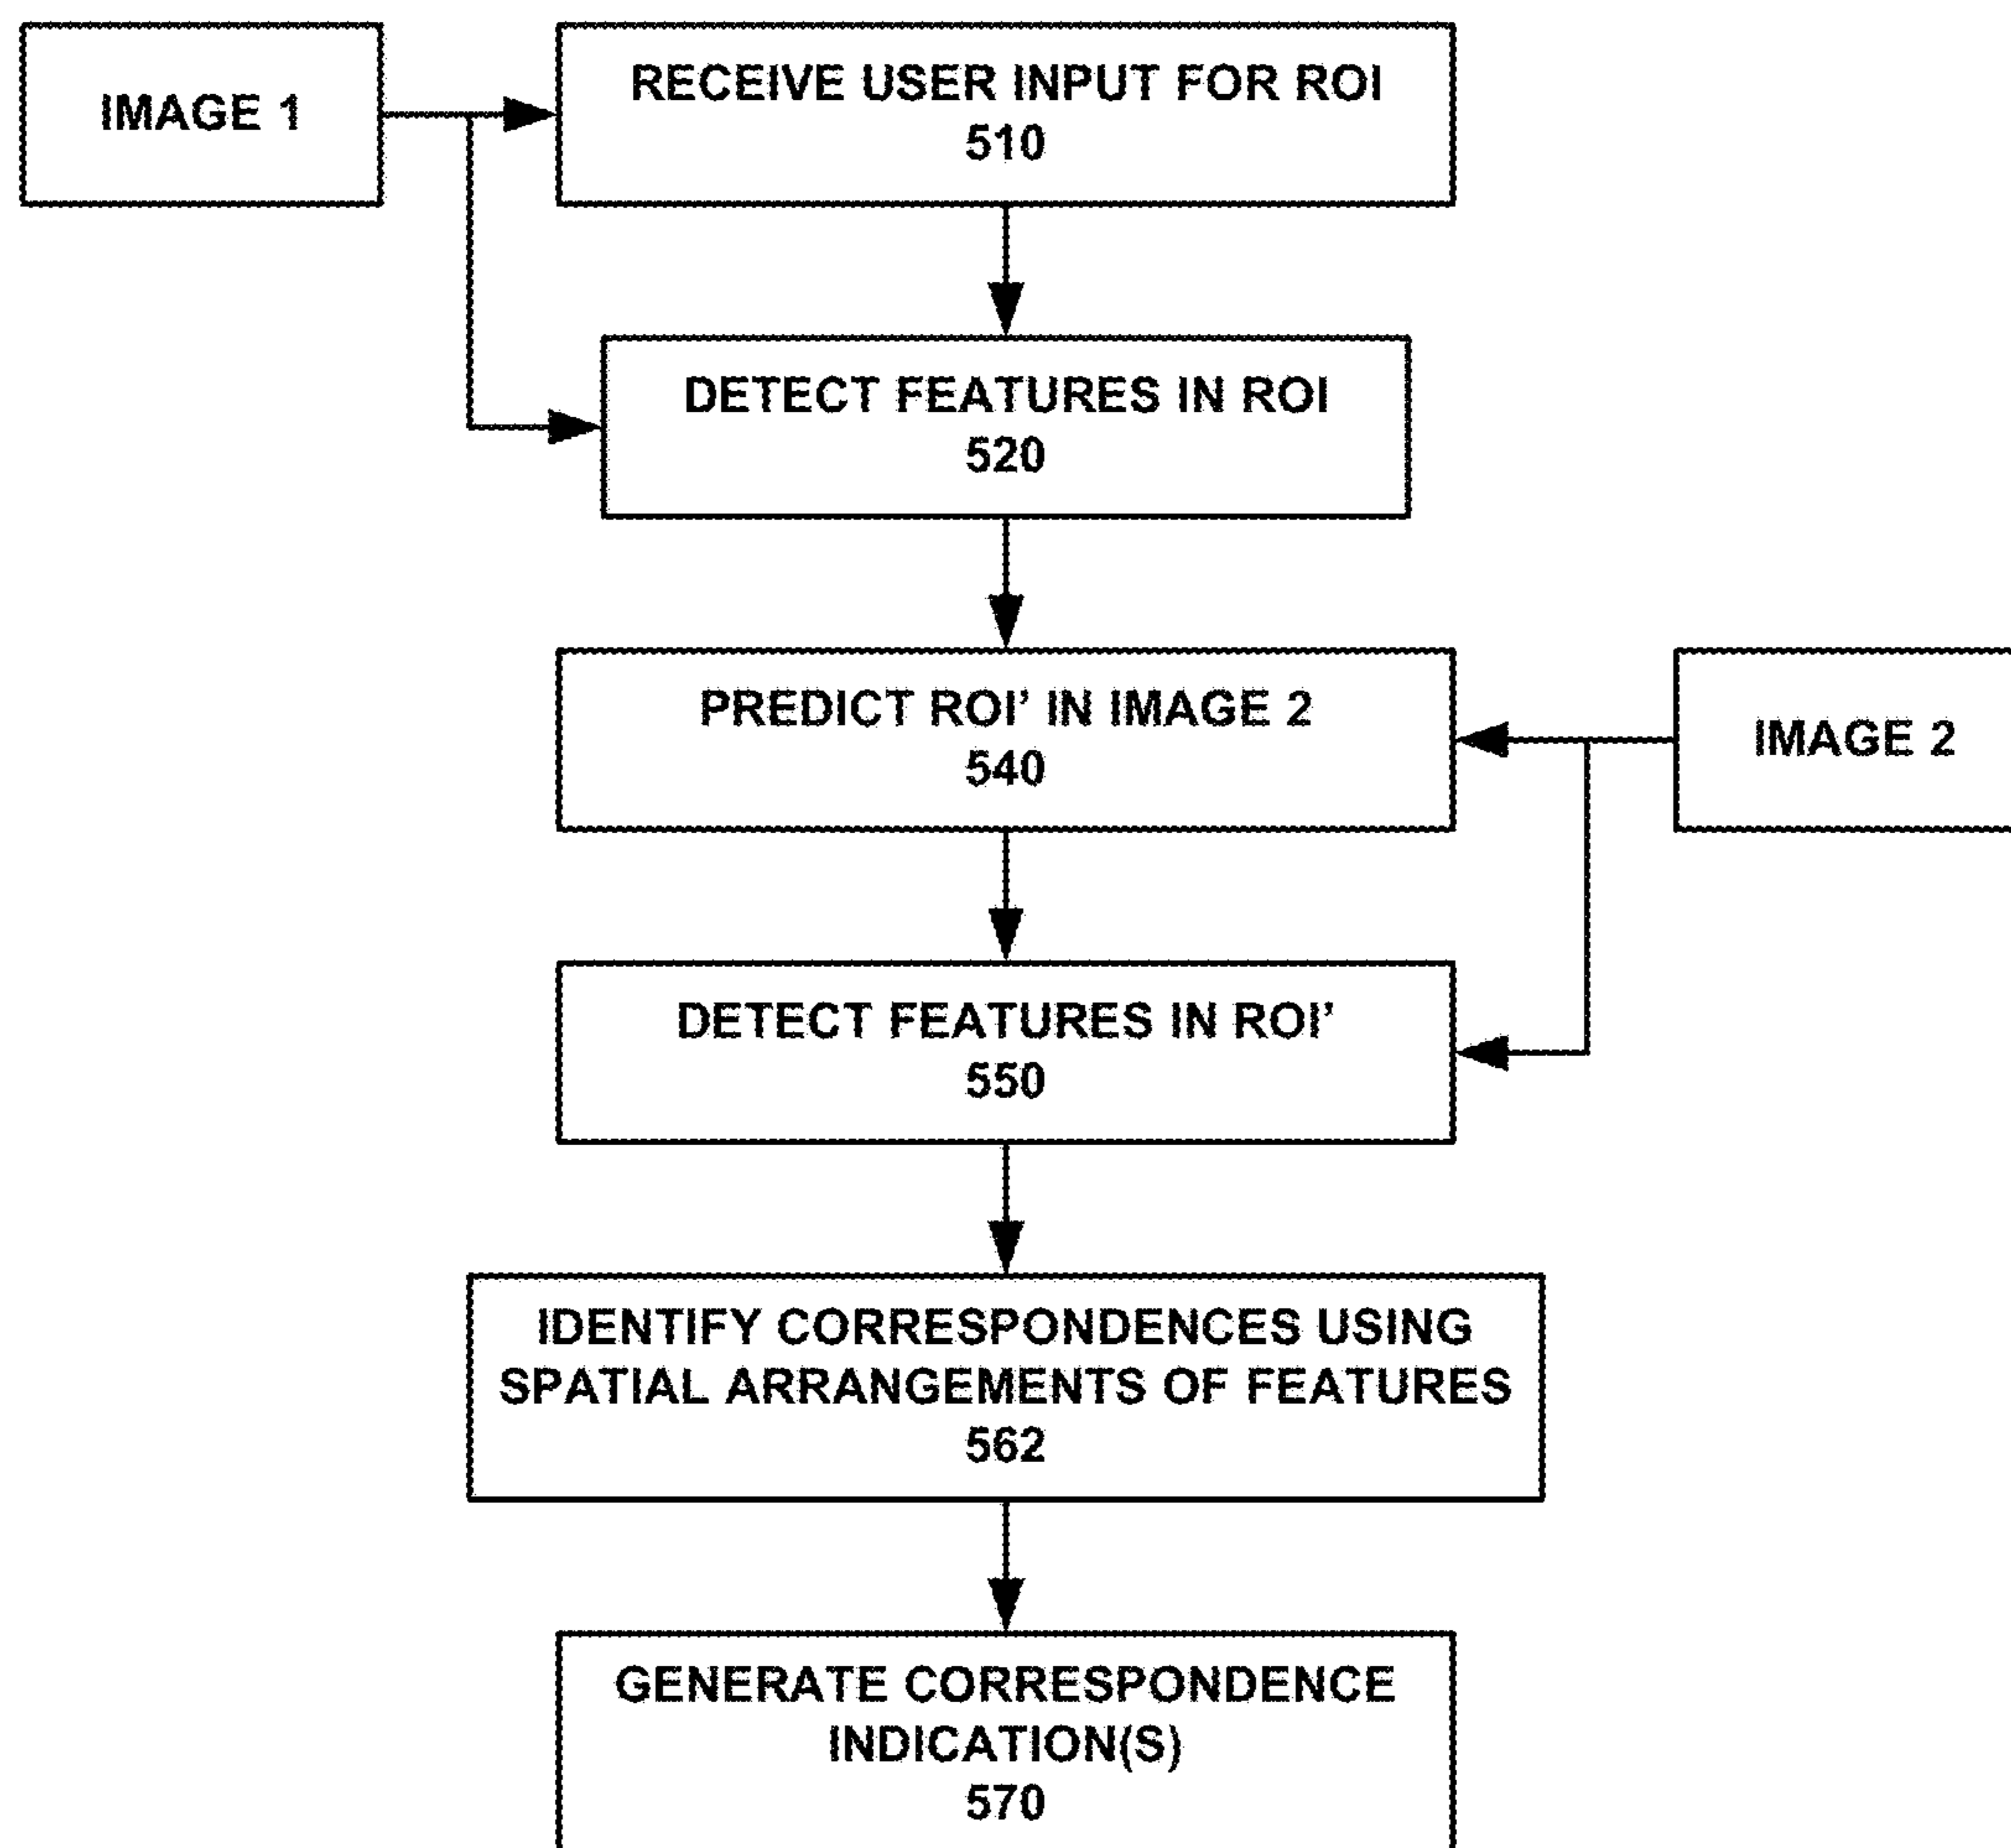 IMAGE 1
RECEIVE USER INPUT FOR ROI
510
DETECT FEATURES IN ROI
520
PREDICT ROI’ IN IMAGE 2
540
IMAGE 2
DETECT FEATURES IN ROI’
550
IDENTIFY CORRESPONDENCES USING
SPATIAL ARRANGEMENTS OF FEATURES
562
GENERATE CORRESPONDENCE
INDICATION(S)
570